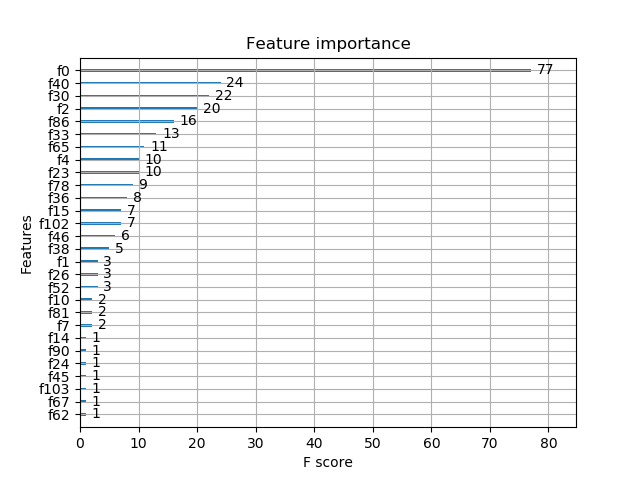 Feature importance
f0 77
f40 24
f30 22
f2 20
f86 16
f33 13
f65 11
f4 10
f23 10
f78 9
f36 8
f15 7
f102 7
f46 6
f38 5
f1 3
f26 3
f52 3
f10 2
f81 2
f7 2
f14 1
f90 1
f24 1
f45 1
f103 1
f67 1
f62 1
Features
0 10 20 30 40 50 60 70 80
F score